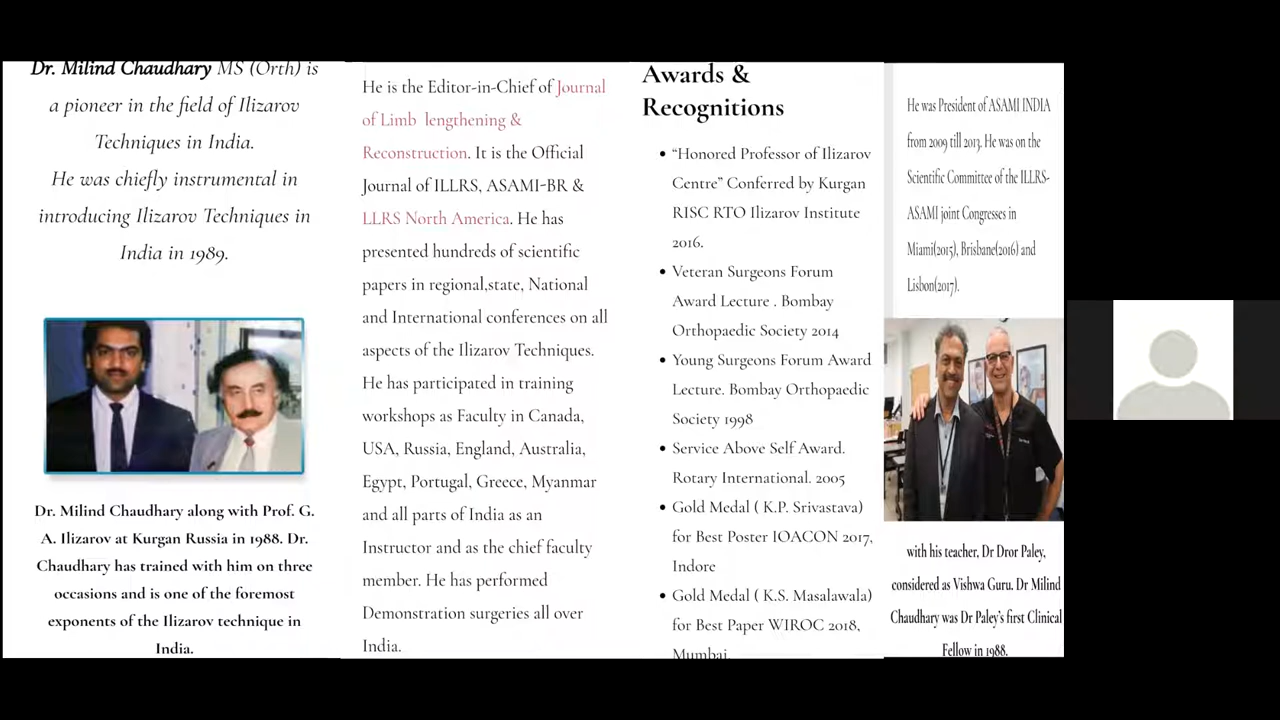 Dr. Milind Chaudhary MS (Orth) is
a pioneer in the field of Ilizarov
Techniques in India.
He was chiefly instrumental in
introducing Ilizarov Techniques in
India in 1989.
Dr. Milind Chaudhary along with Prof. G.
A. Ilizarov at Kurgan Russia in 1988. Dr.
Chaudhary has trained with him on three
occasions and is one of the foremost
exponents of the Ilizarov technique in
India.
He is the Editor-in-Chief of Journal
of Limb lengthening &
Reconstruction. It is the Official
Journal of ILLRS, ASAMI-BR &
LLRS North America. He has
presented hundreds of scientific
papers in regional,state, National
and International conferences on all
aspects of the Ilizarov Techniques.
He has participated in training
workshops as Faculty in Canada,
USA, Russia, England, Australia,
Egypt, Portugal, Greece, Myanmar
and all parts of India as an
Instructor and as the chief faculty
member. He has performed
Demonstration surgeries all over
India.
Awards &
Recognitions
• “Honored Professor of Ilizarov
Centre” Conferred by Kurgan
RISC RTO Ilizarov Institute
2016.
• Veteran Surgeons Forum
Award Lecture . Bombay
Orthopaedic Society 2014
• Young Surgeons Forum Award
Lecture. Bombay Orthopaedic
Society 1998
• Service Above Self Award.
Rotary International. 2005
• Gold Medal ( K.P. Srivastava)
for Best Poster IOACON 2017,
Indore
• Gold Medal ( K.S. Masalawala)
for Best Paper WIROC 2018,
Mumbai.
He was President of ASAMI INDIA
from 2009 till 2013. He was on the
Scientific Committee of the ILLRS-
ASAMI joint Congresses in
Miami(2015), Brisbane(2016) and
Lisbon(2017).
with his teacher, Dr Dror Paley,
considered as Vishwa Guru. Dr Milind
Chaudhary was Dr Paley's first Clinical
Fellow in 1988.